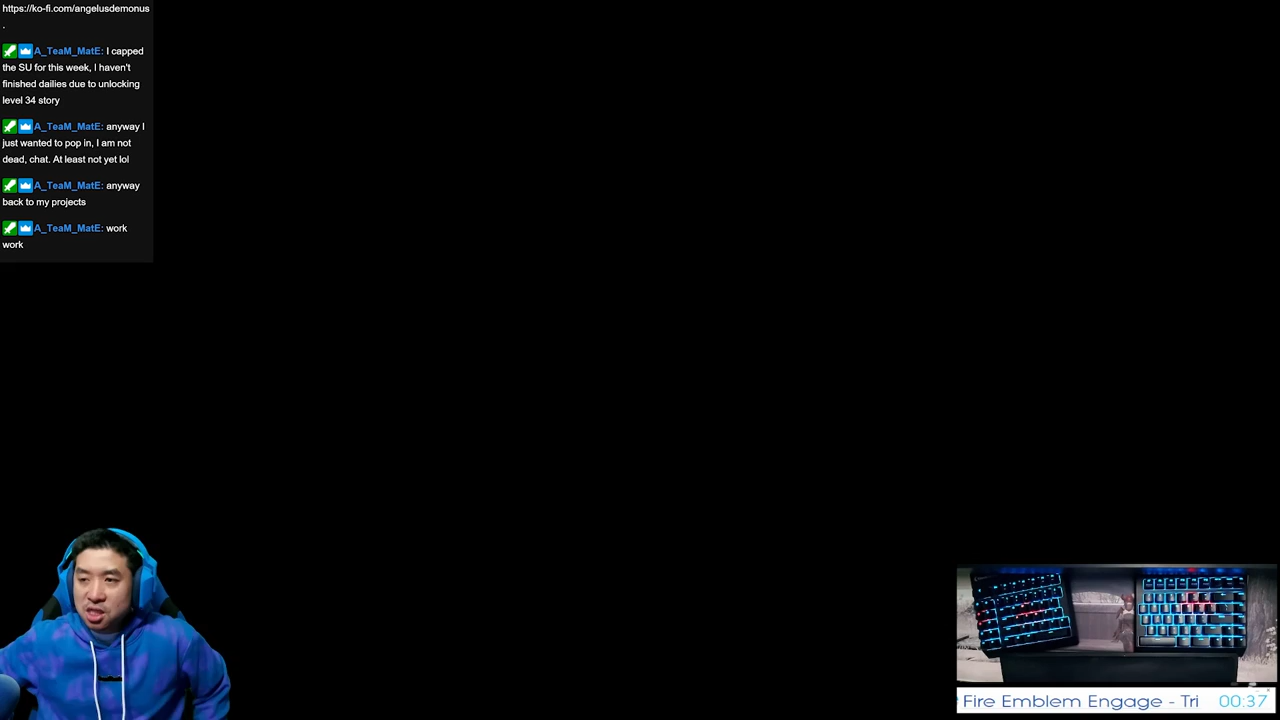 https://ko-fi.com/angelusdemonus
.
A_TeaM_MatE: I capped
the SU for this week, I haven't
finished dailies due to unlocking
level 34 story
A_TeaM_MatE: anyway I
just wanted to pop in, I am not
dead, chat. At least not yet lol
A_TeaM_MatE: anyway
back to my projects
A_TeaM_MatE: work
work
Fire Emblem Engage - Tri 00:37